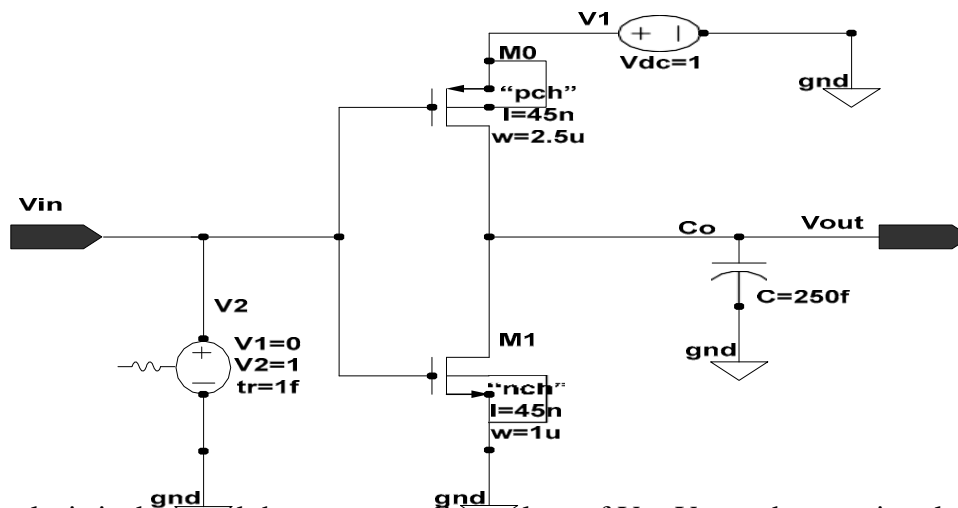 V1
M0
Vdc=1
gnd
“pch”
l=45n
w=2.5u
Vin
Co
Vout
C=250f
V2
V1=0
V2=1
tr=1f
M1
gnd
“nch”
l=45n
w=1u
gnd
gnd